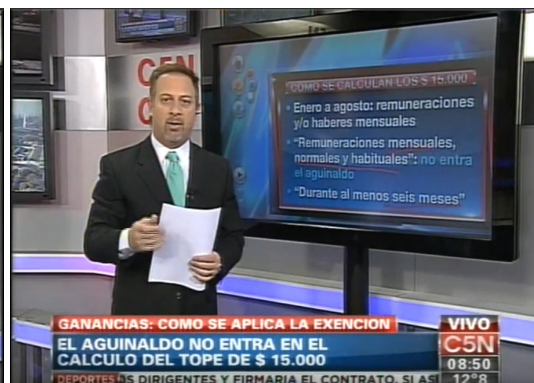 C5N
COMO SE CALCULAN LOS $ 15.000
• Enero a agosto: remuneraciones
y/o haberes mensuales
• "Remuneraciones mensuales,
normales y habituales": no entra
el aguinaldo
• "Durante al menos seis meses"
GANANCIAS: COMO SE APLICA LA EXENCION
EL AGUINALDO NO ENTRA EN EL
CALCULO DEL TOPE DE $ 15.000
VIVO
C5N
08:50
12°8
DEPORTES
DIRIGENTES Y FIRMARIA EL CONTRATO. SI